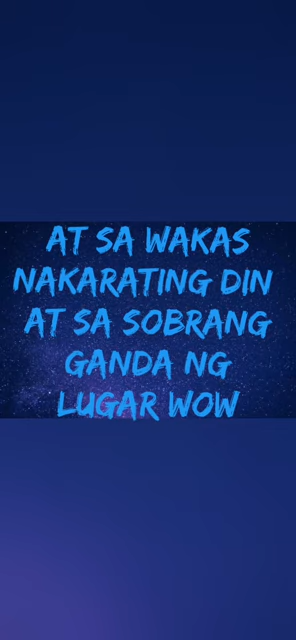 AT SA WAKAS
NAKARATING DIN
AT SA SOBRANG
GANDA NG
LUGAR WOW